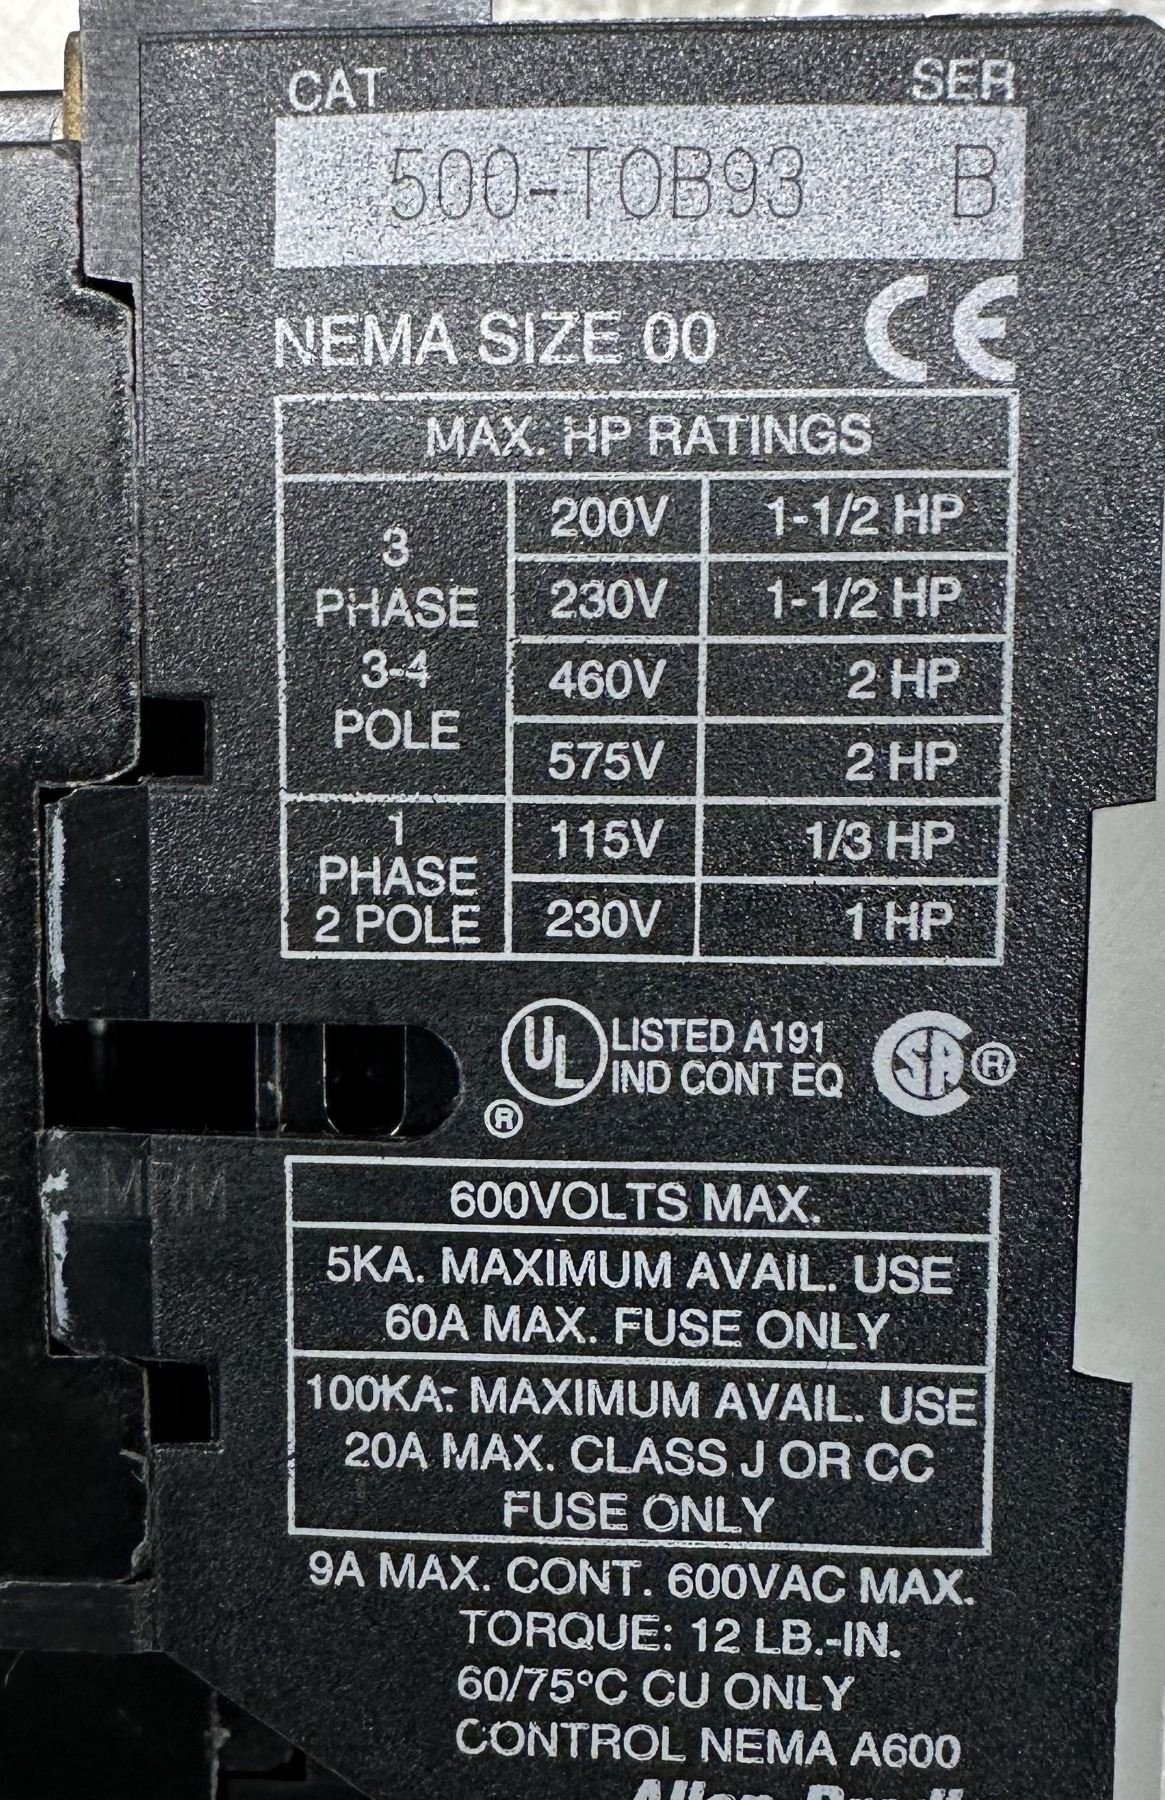 CAT SER
500-TOB93 B
NEMA SIZE 00 CE
MAX. HP RATINGS
3 PHASE 3-4 POLE
200V 1-1/2 HP
230V 1-1/2 HP
460V 2 HP
575V 2 HP
1 PHASE 2 POLE
115V 1/3 HP
230V 1 HP
UL LISTED A191
® IND CONT EQ SA ®
600VOLTS MAX.
5KA. MAXIMUM AVAIL. USE
60A MAX. FUSE ONLY
100KA: MAXIMUM AVAIL. USE
20A MAX. CLASS J OR CC
FUSE ONLY
9A MAX. CONT. 600VAC MAX.
TORQUE: 12 LB.-IN.
60/75°C CU ONLY
CONTROL NEMA A600